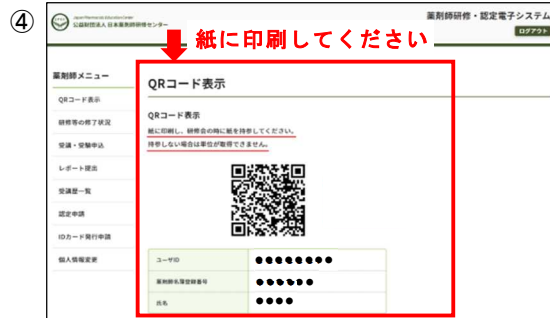 ④
公益財団法人 日本薬剤師研修センター
薬剤師研修・認定電子システム
ログアウト
紙に印刷してください
薬剤師メニュー
QRコード表示
研修等の修了状況
受講・受験申込
レポート提出
受講歴一覧
認定申請
IDカード発行申請
個人情報変更
QRコード表示
QRコード表示
紙に印刷し、研修会の時に紙を持参してください。
持参しない場合は単位が取得できません。
ユーザID ●●●●●●●●
薬剤師名簿登録番号 ●●●●●●
氏名 ●●●●